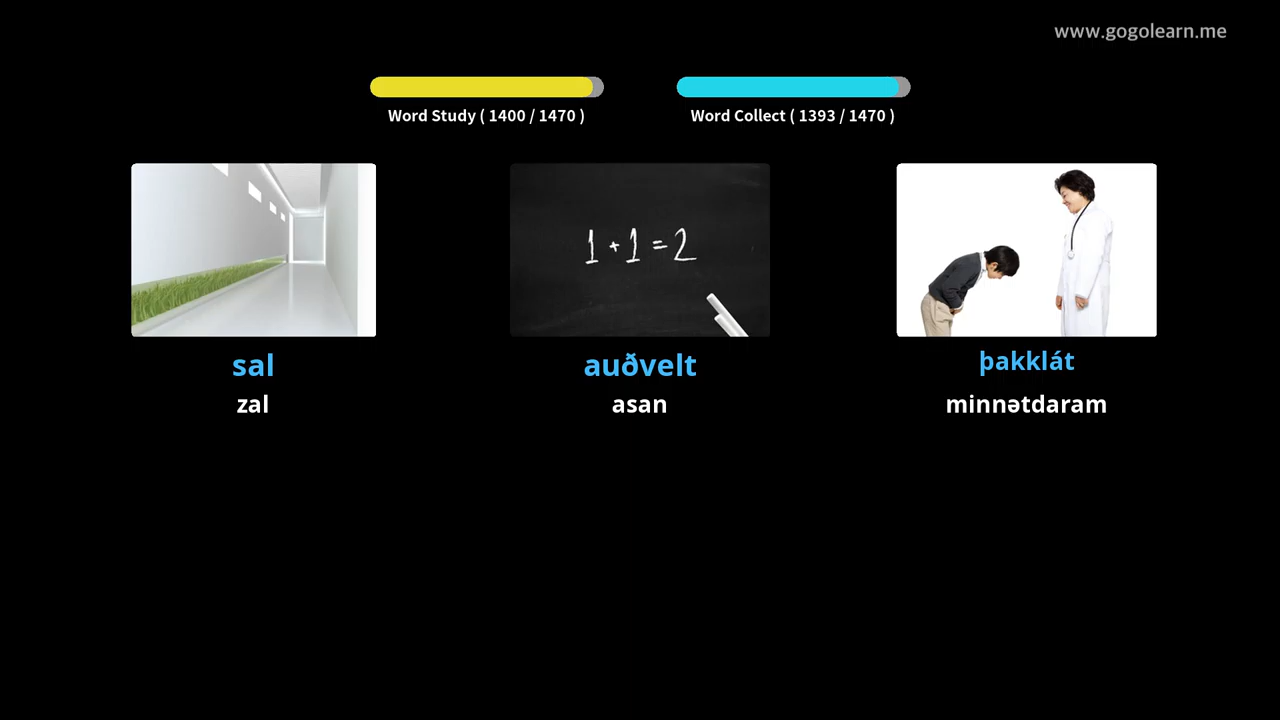 www.gogolearn.me
Word Study ( 1400 / 1470 )
Word Collect ( 1393 / 1470 )
1 + 1 = 2
sal
auðvelt
þakklát
zal
asan
minnətdaram